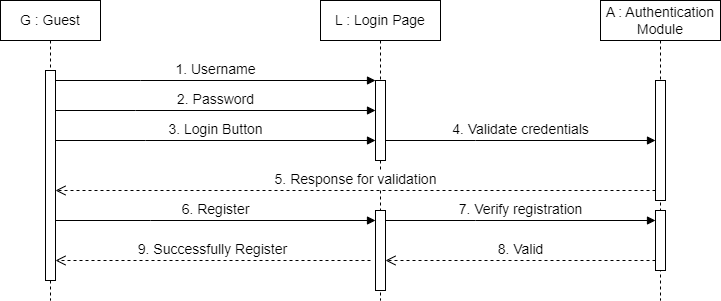 G : Guest
L : Login Page
A : Authentication
Module
1. Username
2. Password
3. Login Button
4. Validate credentials
5. Response for validation
6. Register
7. Verify registration
9. Successfully Register
8. Valid